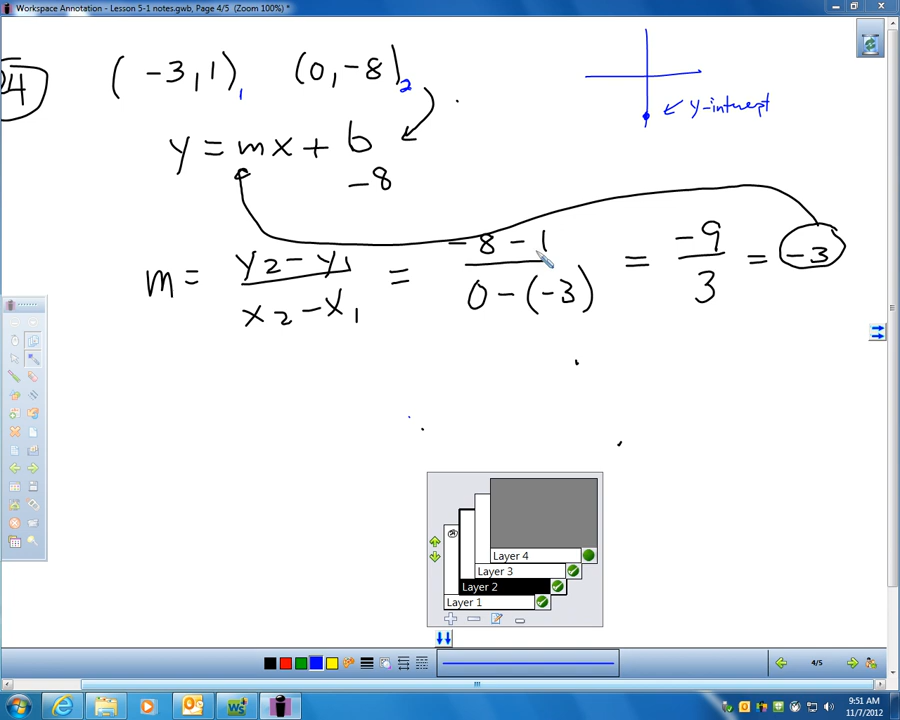 Workspace Annotation - Lesson 5-1 notes.gwb, Page 4/5 (Zoom 100%) *
4 (-3,1)₁ (0,-8)₂
y-intercept
y = mx + b
-8
m = y₂ - y₁ / x₂ - x₁ = -8 - 1 / 0 - (-3) = -9 / 3 = -3
Layer 4
Layer 3
Layer 2
Layer 1
4/5
9:51 AM
11/7/2012